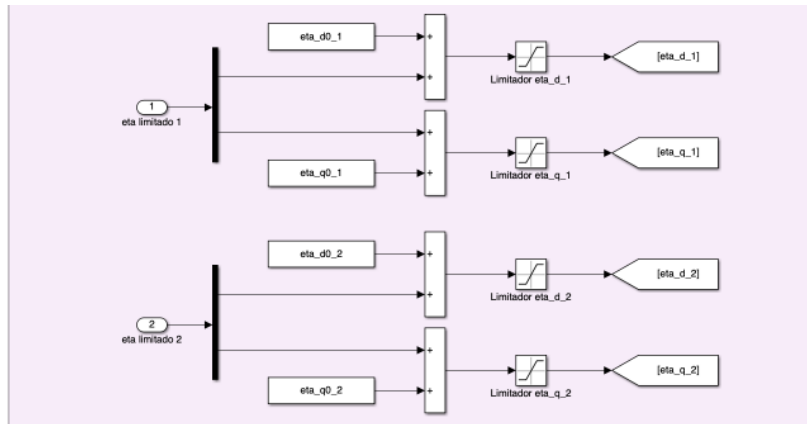 eta_d0_1
+
+
Limitador eta_d_1
[eta_d_1]
1
eta limitado 1
+
+
eta_q0_1
Limitador eta_q_1
[eta_q_1]
eta_d0_2
+
+
Limitador eta_d_2
[eta_d_2]
2
eta limitado 2
+
+
eta_q0_2
Limitador eta_q_2
[eta_q_2]